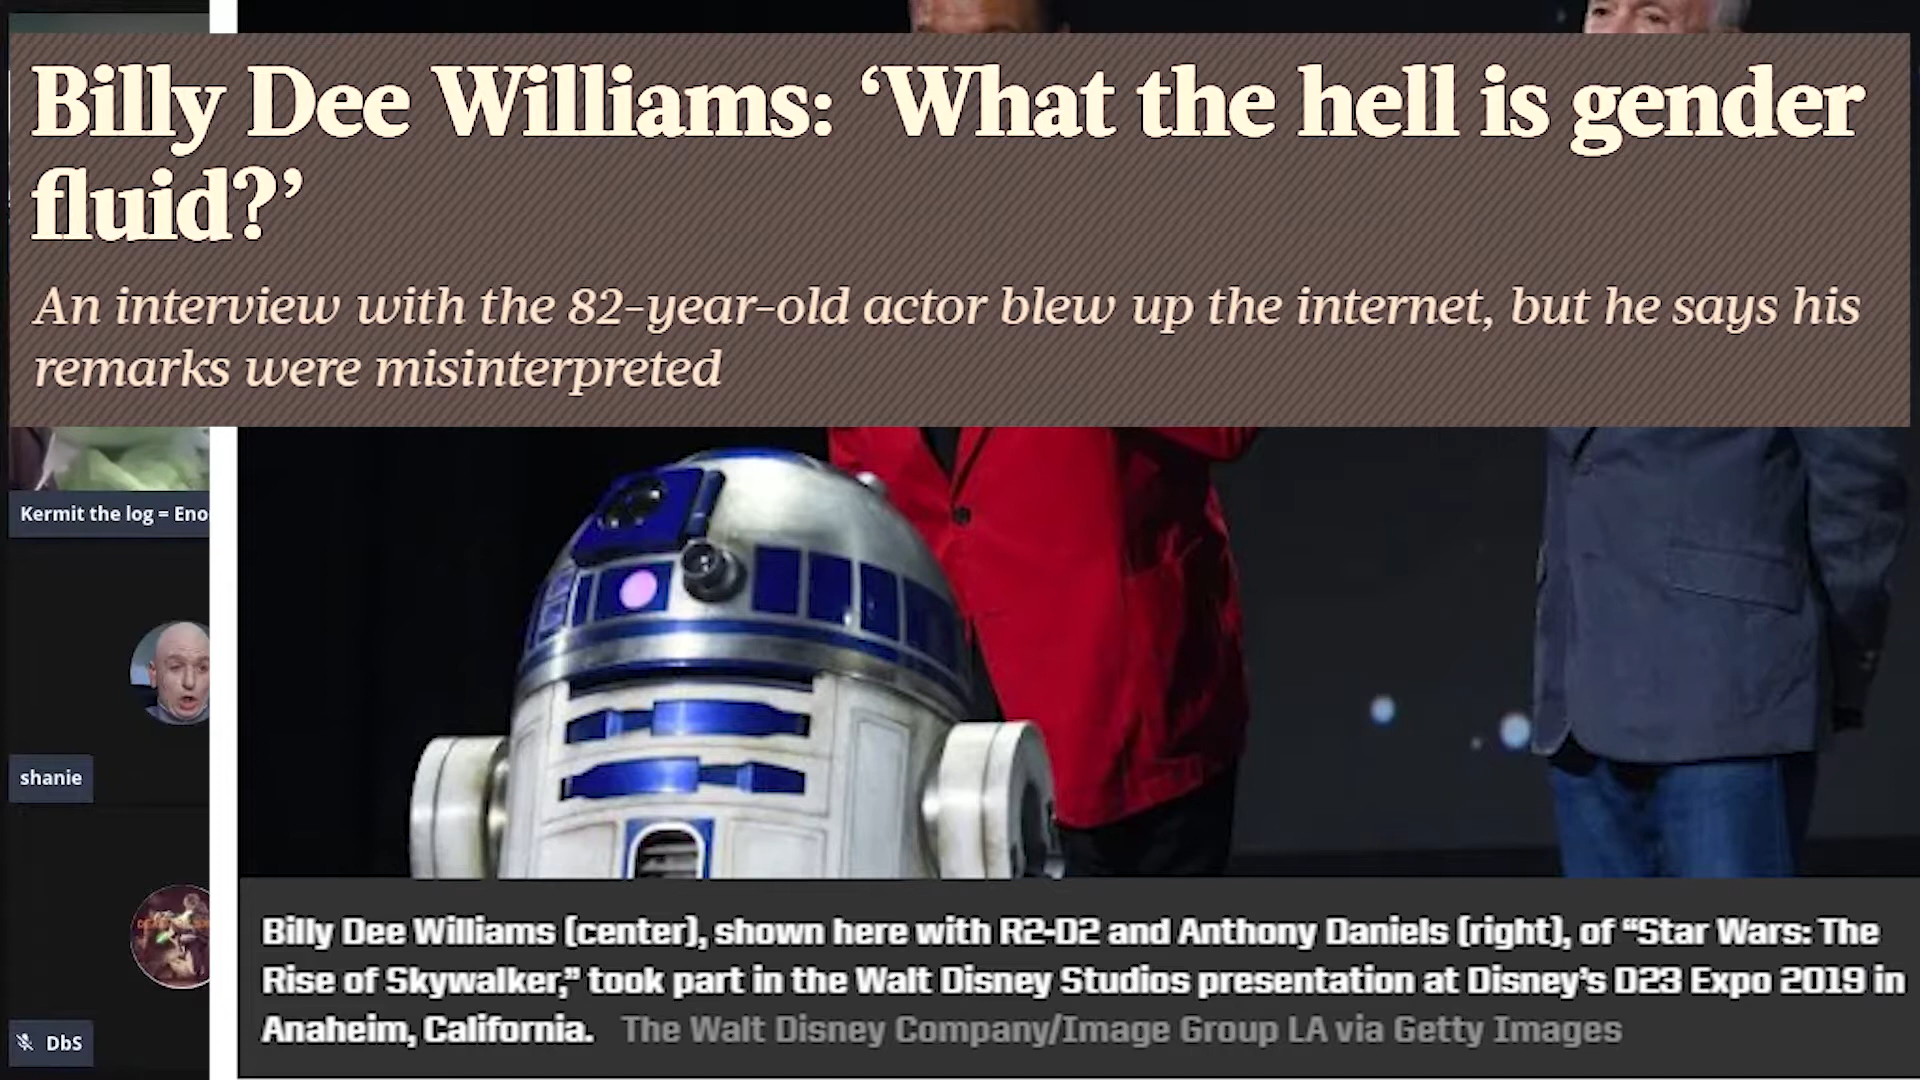 Billy Dee Williams: ‘What the hell is gender
fluid?’
An interview with the 82-year-old actor blew up the internet, but he says his
remarks were misinterpreted
Kermit the log = Eno
shanie
DbS
Billy Dee Williams (center), shown here with R2-D2 and Anthony Daniels (right), of “Star Wars: The
Rise of Skywalker,” took part in the Walt Disney Studios presentation at Disney’s D23 Expo 2019 in
Anaheim, California. The Walt Disney Company/Image Group LA via Getty Images